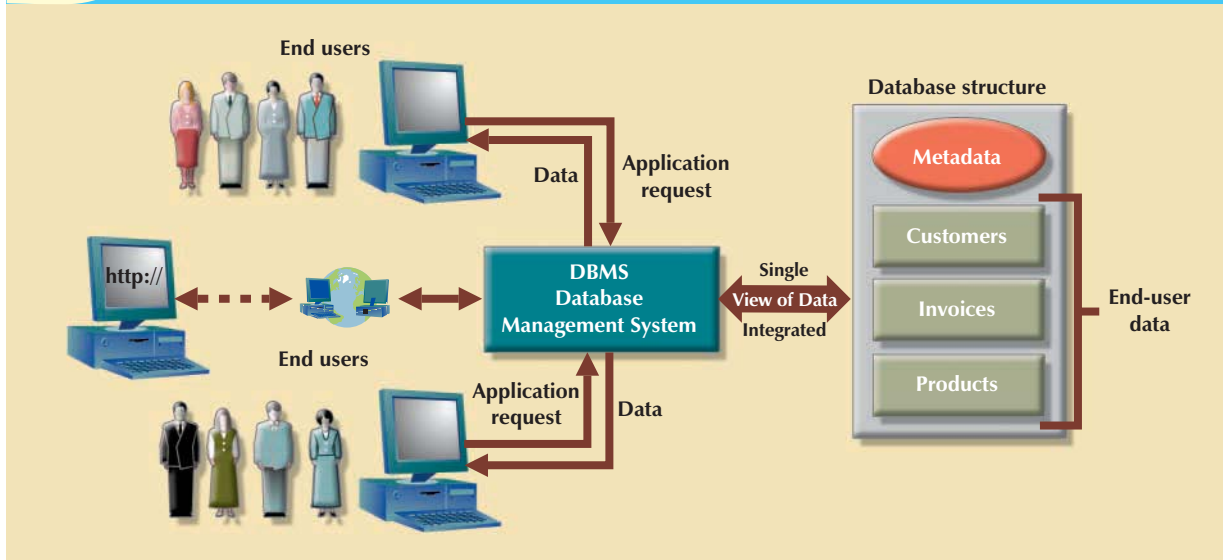 End users
Database structure
Metadata
Data
Application
request
Customers
http://
DBMS
Database
Management System
Single
View of Data
Integrated
Invoices
End-user
data
End users
Application
request
Data
Products